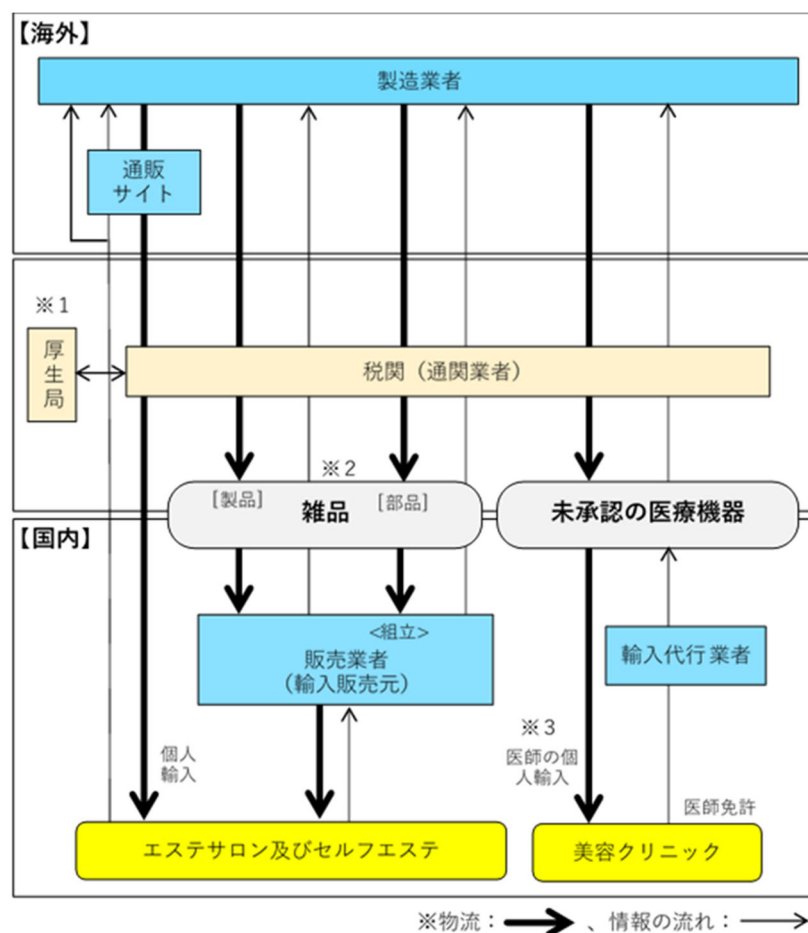 【海外】
製造業者
通販
サイト
※1
厚
生
局
税関（通関業者）
※2
[製品]
雑品
[部品]
未承認の医療機器
【国内】
<組立>
販売業者
（輸入販売元）
輸入代行業者
※3
個人
輸入
医師の個
人輸入
医師免許
エステサロン及びセルフエステ
美容クリニック
※物流： 、情報の流れ：